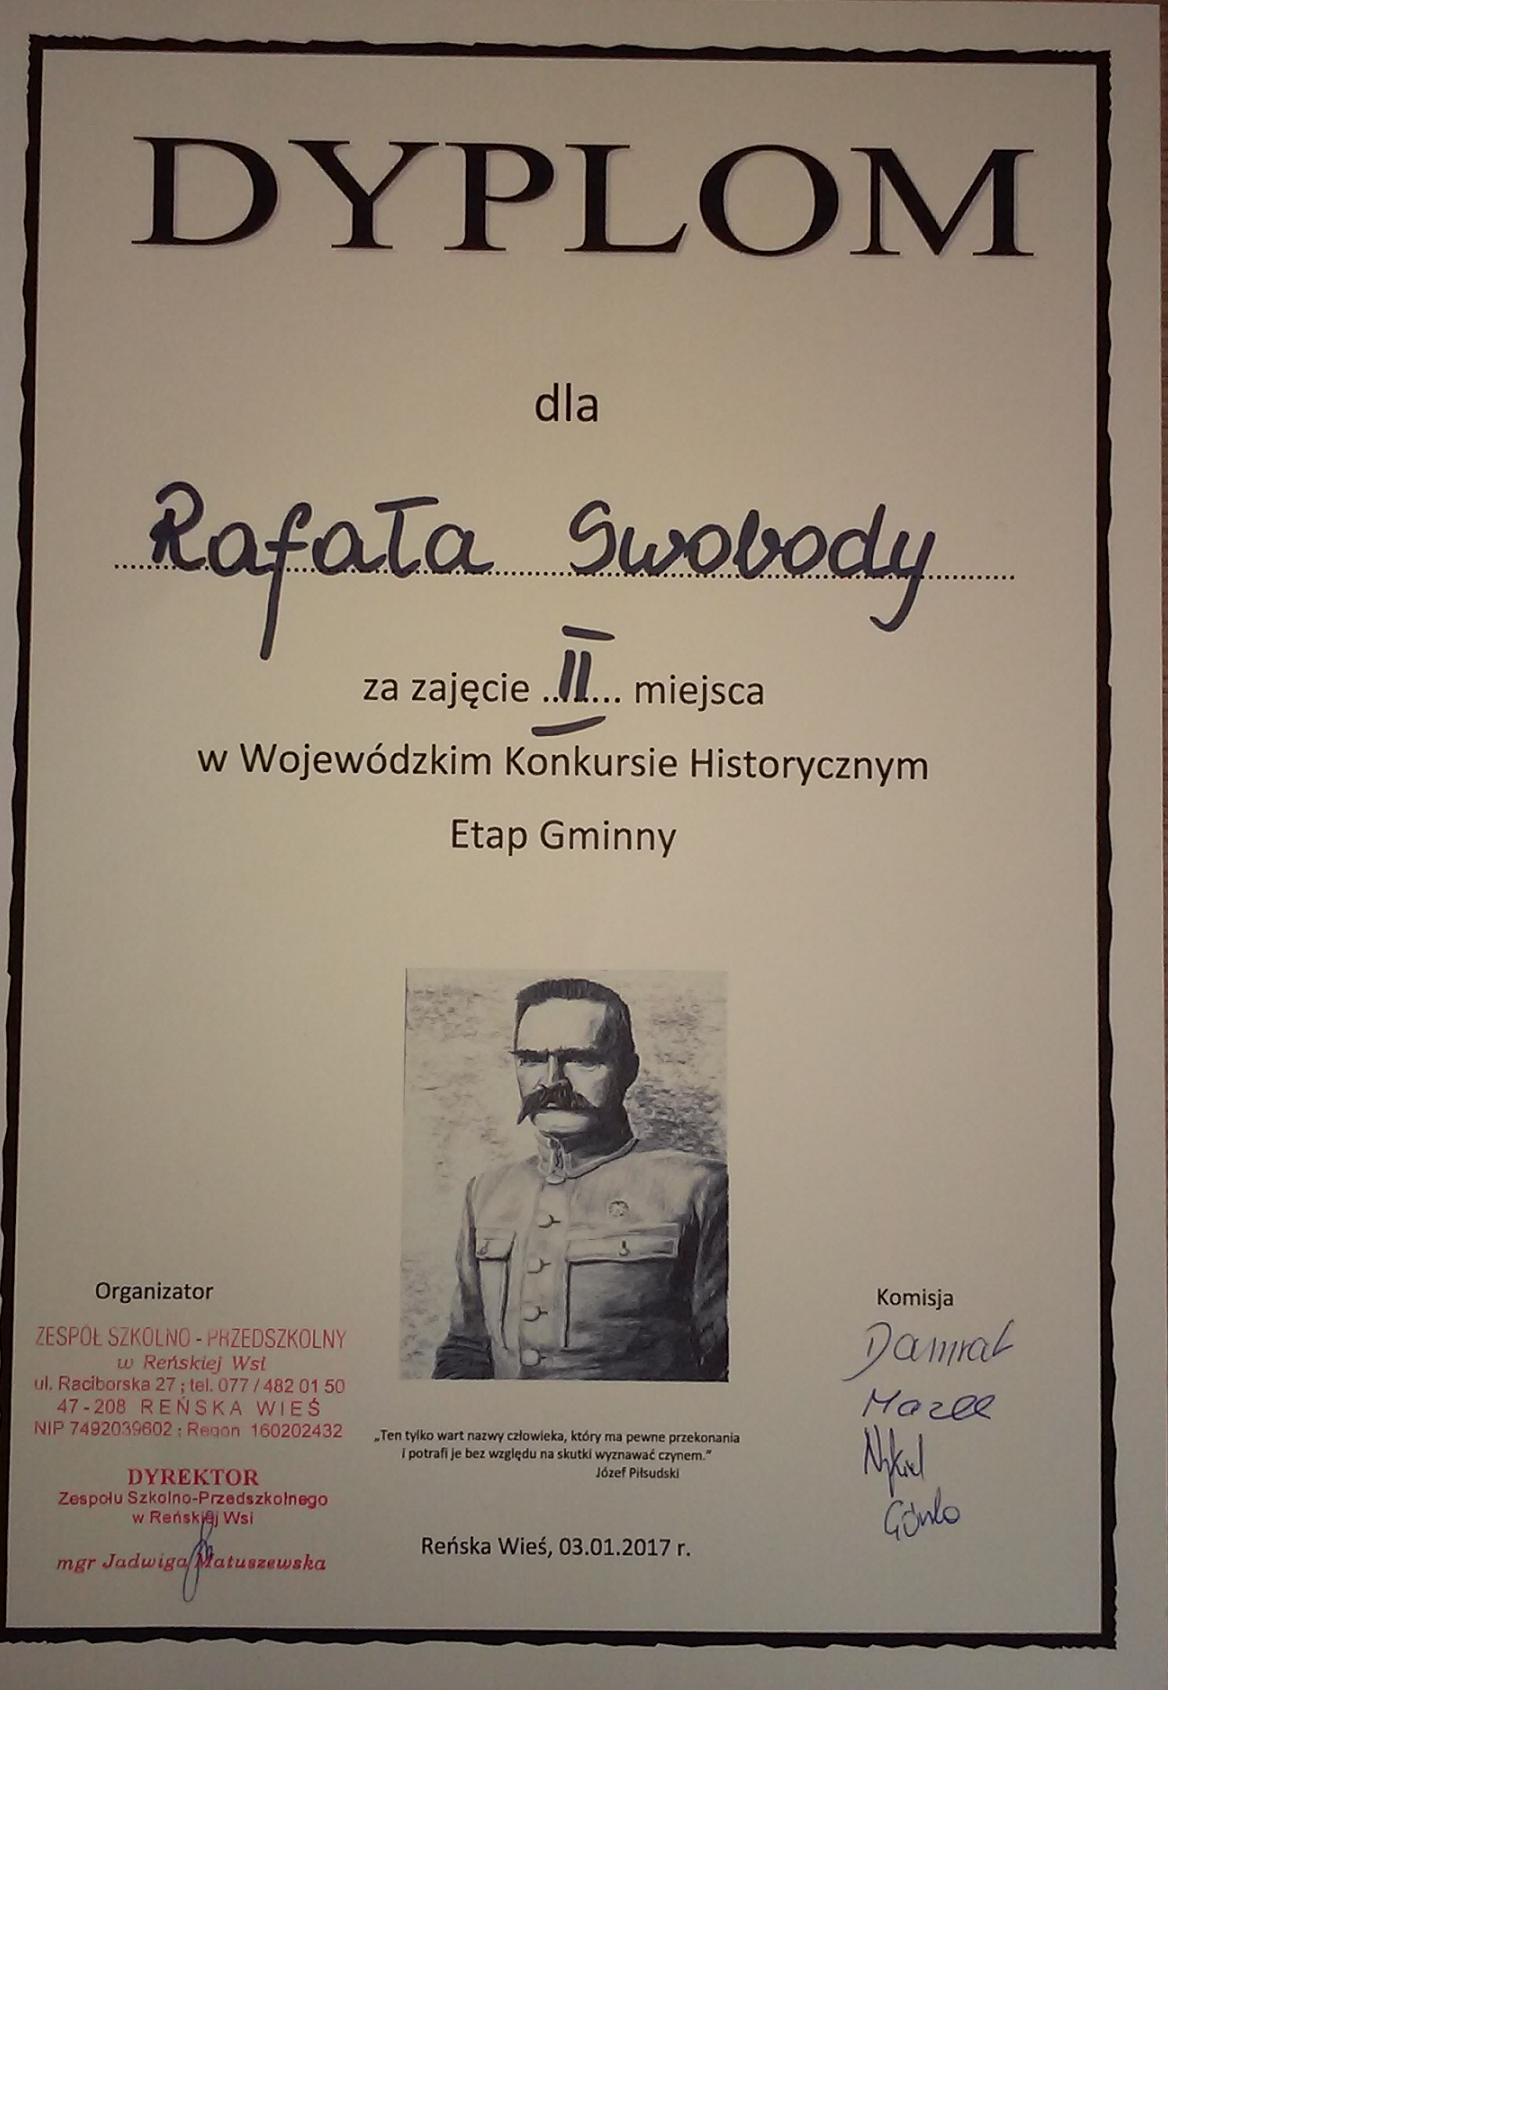 DYPLOM
dla
Rafała Swobody
za zajęcie ..II.. miejsca
w Wojewódzkim Konkursie Historycznym
Etap Gminny
Organizator
ZESPÓŁ SZKOLNO - PRZEDSZKOLNY
w Reńskiej Wsi
ul. Raciborska 27 ; tel. 077 / 482 01 50
47 - 208 REŃSKA WIEŚ
NIP 7492039602 ; Regon 160202432
DYREKTOR
Zespołu Szkolno-Przedszkolnego
w Reńskiej Wsi
mgr Jadwiga Matuszewska
„Ten tylko wart nazwy człowieka, który ma pewne przekonania
i potrafi je bez względu na skutki wyznawać czynem.”
Józef Piłsudski
Reńska Wieś, 03.01.2017 r.
Komisja
Damrat